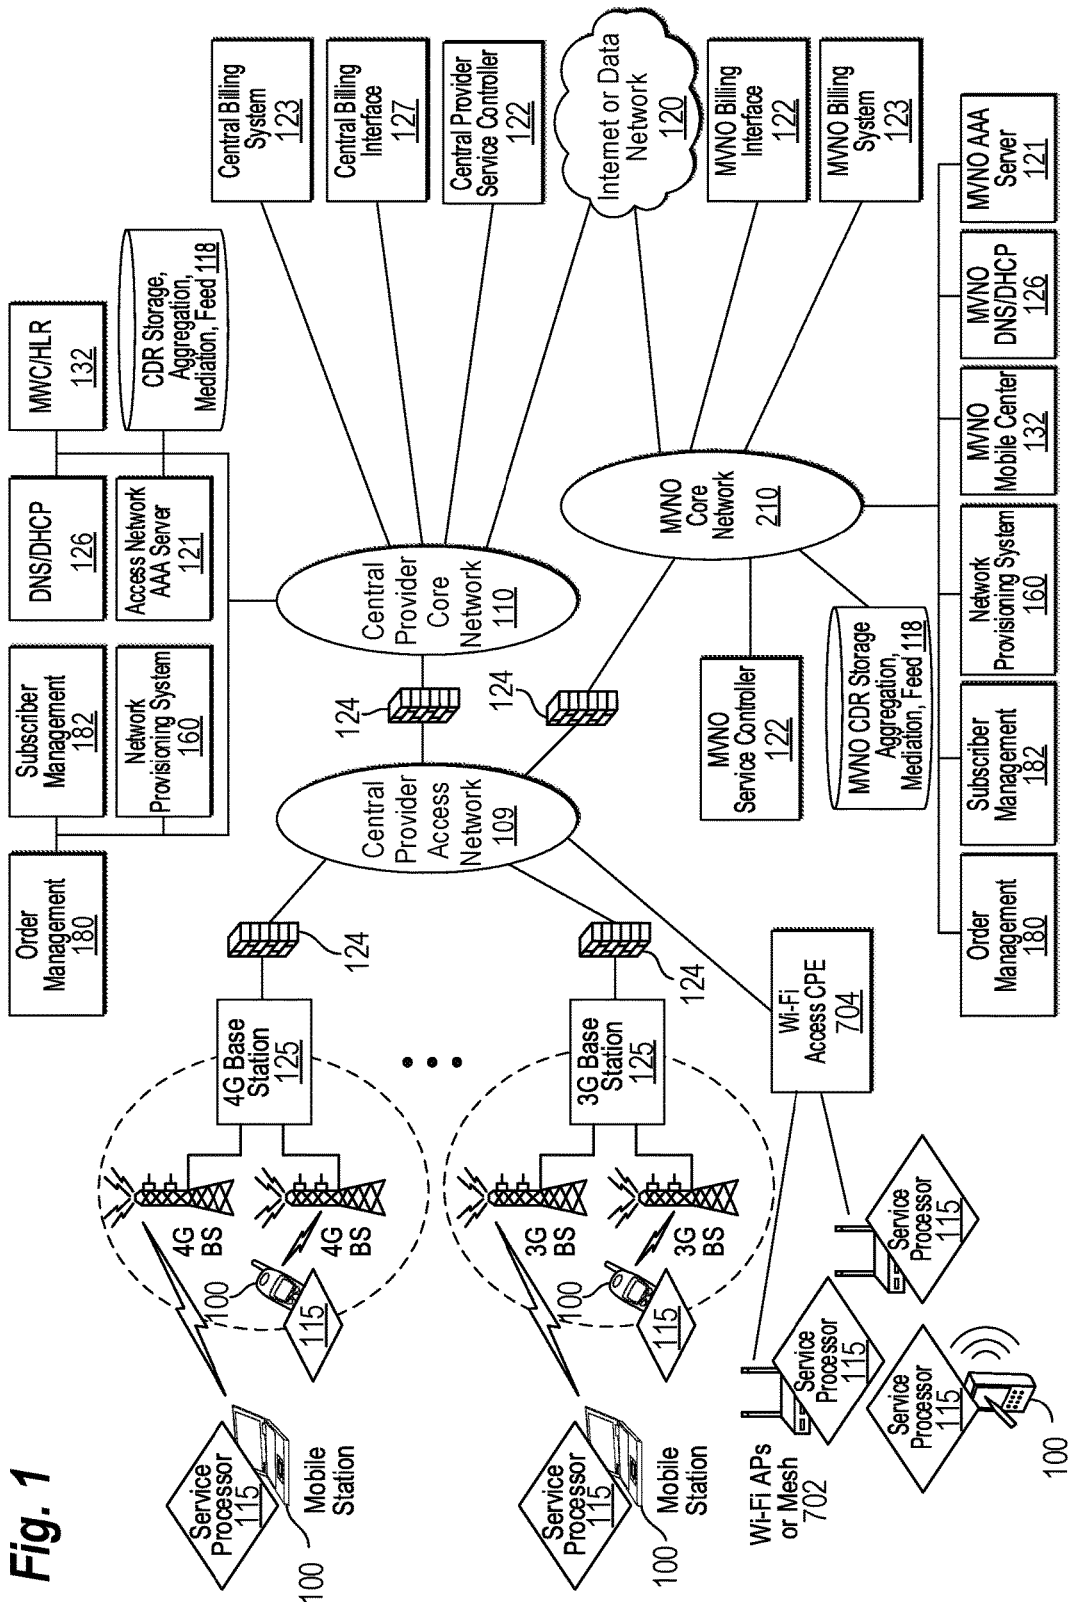 Fig. 1
Order
Management
180
Subscriber
Management
182
Network
Provisioning System
160
DNS/DHCP
126
Access Network
AAA Server
121
MWC/HLR
132
CDR Storage,
Aggregation,
Mediation, Feed 118
Service
Processor
115
100
Mobile
Station
4G
BS
4G
BS
100
115
4G Base
Station
125
124
Central
Provider
Access
Network
109
124
Central
Provider
Core
Network
110
Central Billing
System
123
Central Billing
Interface
127
Central Provider
Service Controller
122
Internet or Data
Network
120
MVNO Billing
Interface
122
MVNO Billing
System
123
Service
Processor
115
100
Mobile
Station
3G
BS
3G
BS
100
115
3G Base
Station
125
124
124
MVNO
Core
Network
210
MVNO
Service Controller
122
MVNO CDR Storage
Aggregation,
Mediation, Feed 118
Wi-Fi APs
or Mesh
702
Service
Processor
115
Service
Processor
115
Service
Processor
115
100
Wi-Fi
Access CPE
704
Order
Management
180
Subscriber
Management
182
Network
Provisioning System
160
MVNO
Mobile Center
132
MVNO
DNS/DHCP
126
MVNO AAA
Server
121